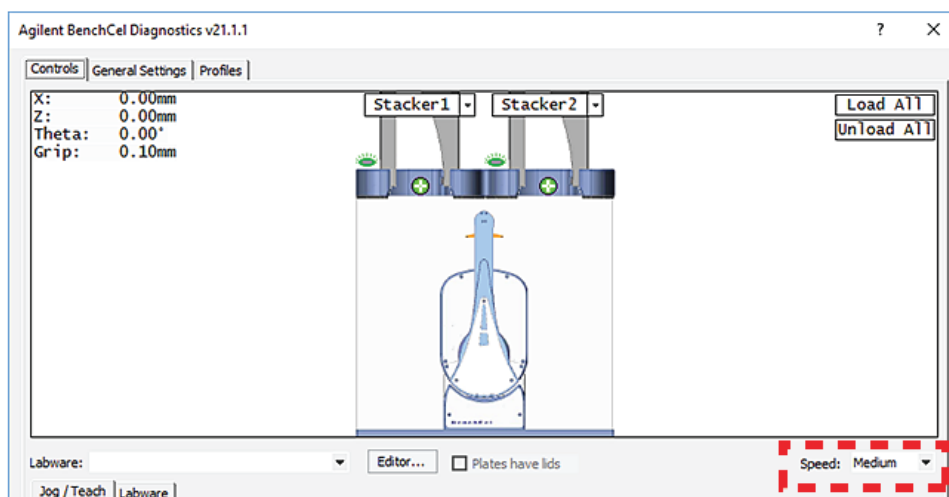 Agilent BenchCel Diagnostics v21.1.1 ? X
Controls General Settings Profiles
X: 0.00mm
Z: 0.00mm
Theta: 0.00°
Grip: 0.10mm
Stacker1 Stacker2
Load All
Unload All
Labware: Editor... Plates have lids Speed: Medium
Jog / Teach Labware